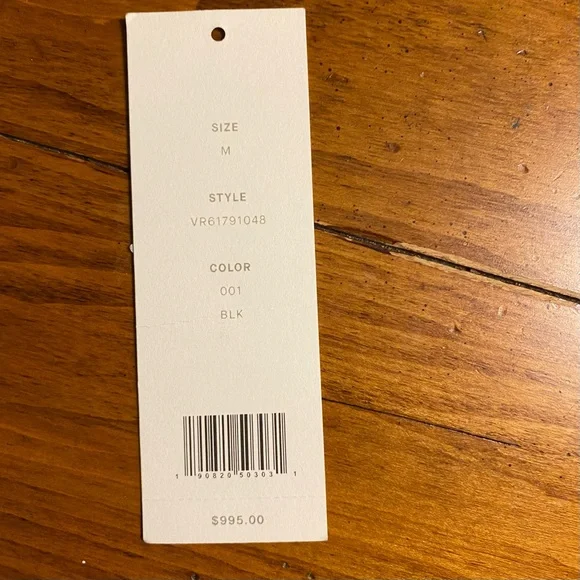 SIZE
M
STYLE
VR61791048
COLOR
001
BLK
1 90820 50303 1
$995.00